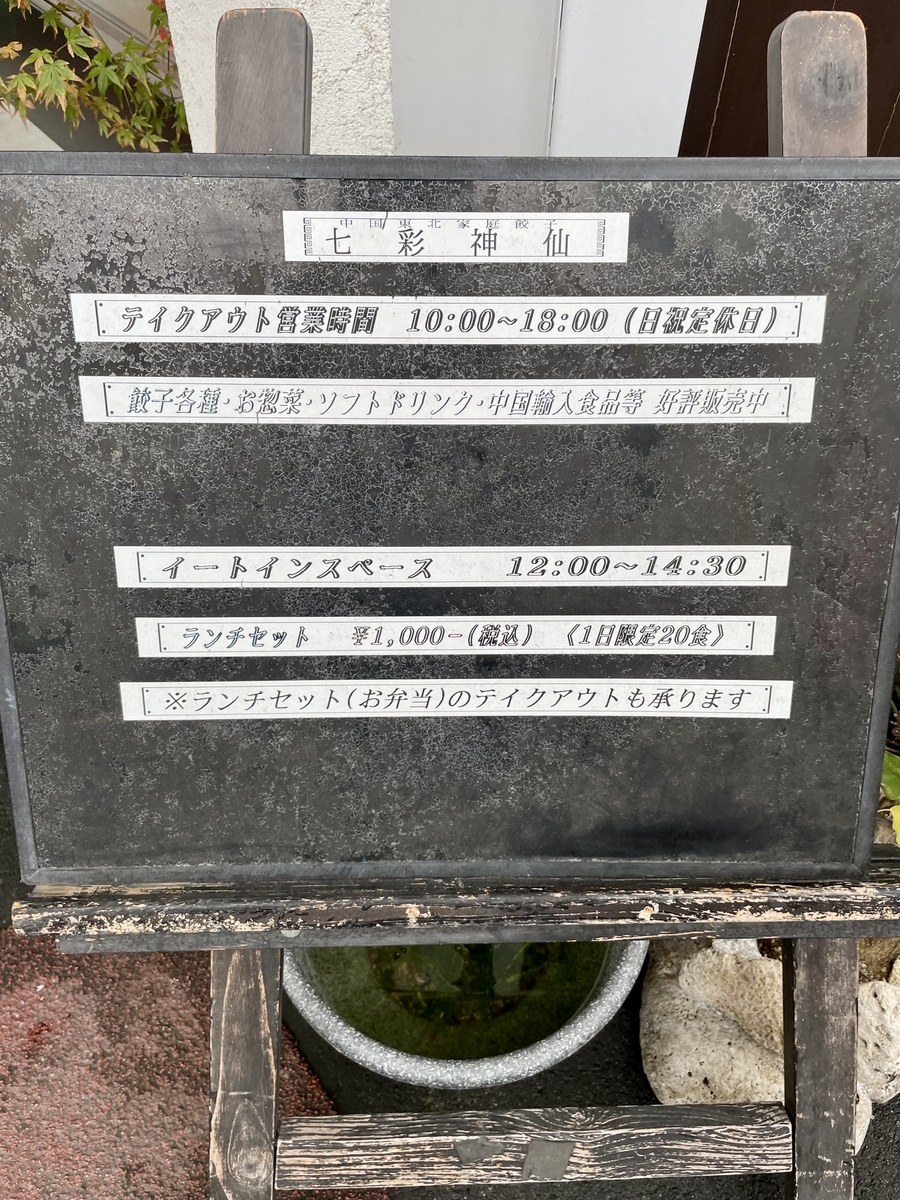 中国東北家庭餃子
七彩神仙
テイクアウト営業時間　10:00～18:00（日祝定休日）
餃子各種・お惣菜・ソフトドリンク・中国輸入食品等 好評販売中
イートインスペース　12:00～14:30
ランチセット　¥1,000-(税込)　〈1日限定20食〉
※ランチセット(お弁当)のテイクアウトも承ります